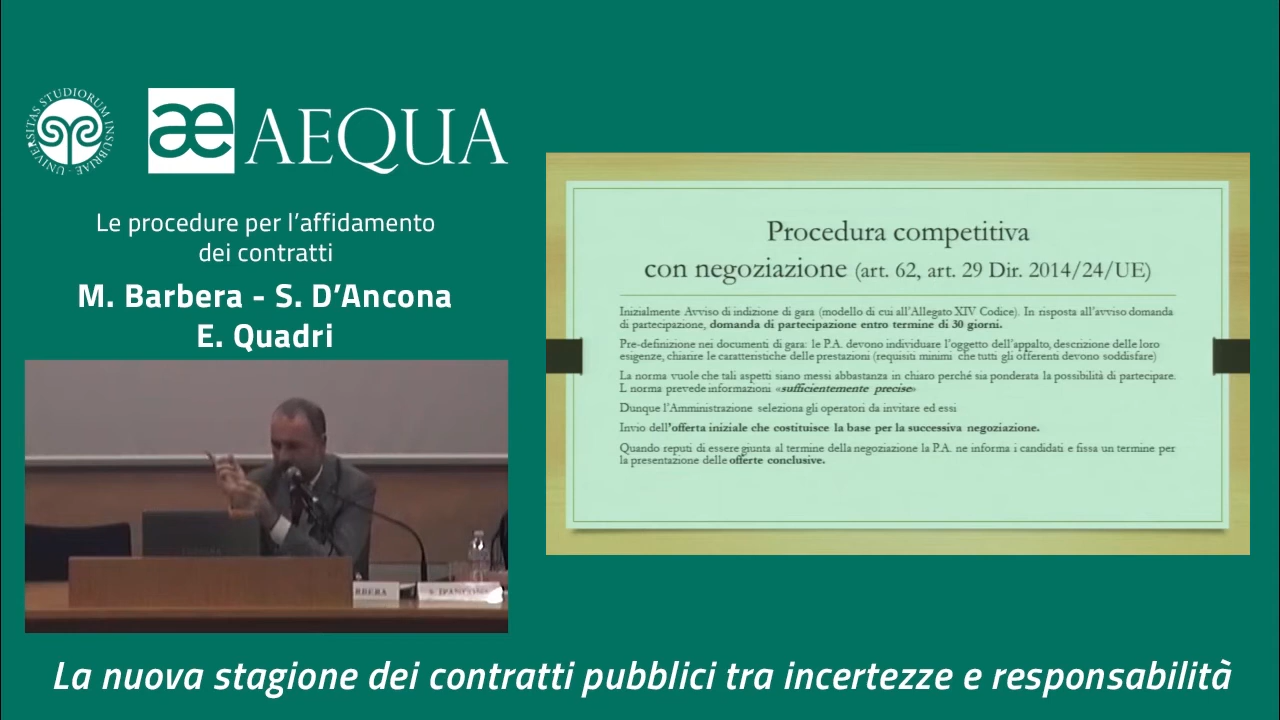 UNIVERSITAS STUDIORUM INSUBRIAE
æ AEQUA
Le procedure per l'affidamento
dei contratti
M. Barbera - S. D'Ancona
E. Quadri
Procedura competitiva
con negoziazione (art. 62, art. 29 Dir. 2014/24/UE)
Inizialmente Avviso di indizione di gara (modello di cui all'Allegato XIV Codice). In risposta all'avviso domanda
di partecipazione, domanda di partecipazione entro termine di 30 giorni.
Pre-definizione nei documenti di gara: le P.A. devono individuare l'oggetto dell'appalto, descrizione delle loro
esigenze, chiarire le caratteristiche delle prestazioni (requisiti minimi che tutti gli offerenti devono soddisfare)
La norma vuole che tali aspetti siano messi abbastanza in chiaro perché sia ponderata la possibilità di partecipare.
L norma prevede informazioni «sufficientemente precise»
Dunque l'Amministrazione seleziona gli operatori da invitare ed essi
Invio dell'offerta iniziale che costituisce la base per la successiva negoziazione.
Quando reputi di essere giunta al termine della negoziazione la P.A. ne informa i candidati e fissa un termine per
la presentazione delle offerte conclusive.
RBERA
S. D'ANCONA
La nuova stagione dei contratti pubblici tra incertezze e responsabilità